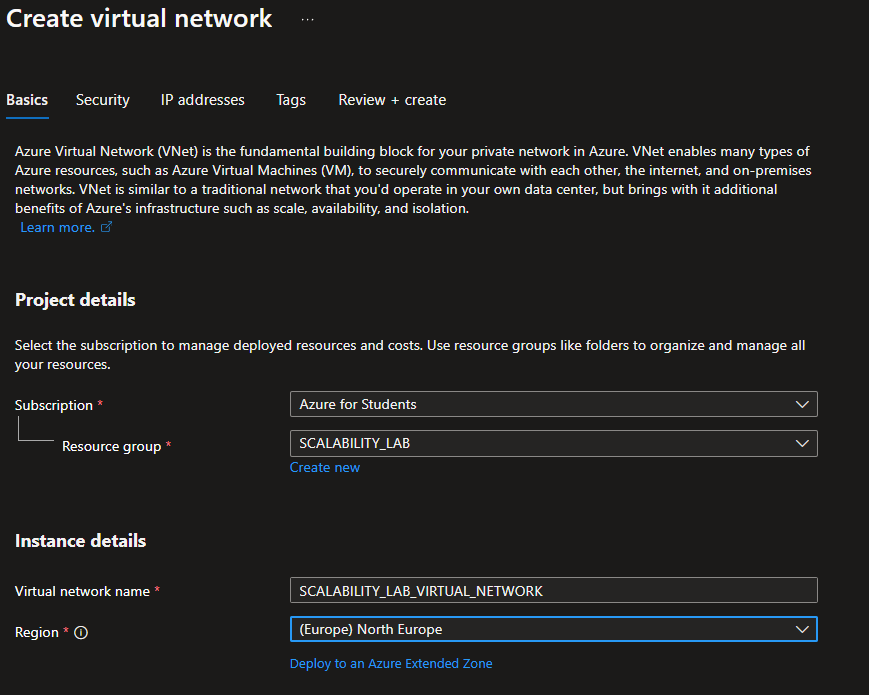 Create virtual network ...
Basics Security IP addresses Tags Review + create
Azure Virtual Network (VNet) is the fundamental building block for your private network in Azure. VNet enables many types of
Azure resources, such as Azure Virtual Machines (VM), to securely communicate with each other, the internet, and on-premises
networks. VNet is similar to a traditional network that you'd operate in your own data center, but brings with it additional
benefits of Azure's infrastructure such as scale, availability, and isolation.
Learn more.
Project details
Select the subscription to manage deployed resources and costs. Use resource groups like folders to organize and manage all
your resources.
Subscription * Azure for Students
Resource group * SCALABILITY_LAB
Create new
Instance details
Virtual network name * SCALABILITY_LAB_VIRTUAL_NETWORK
Region * (Europe) North Europe
Deploy to an Azure Extended Zone